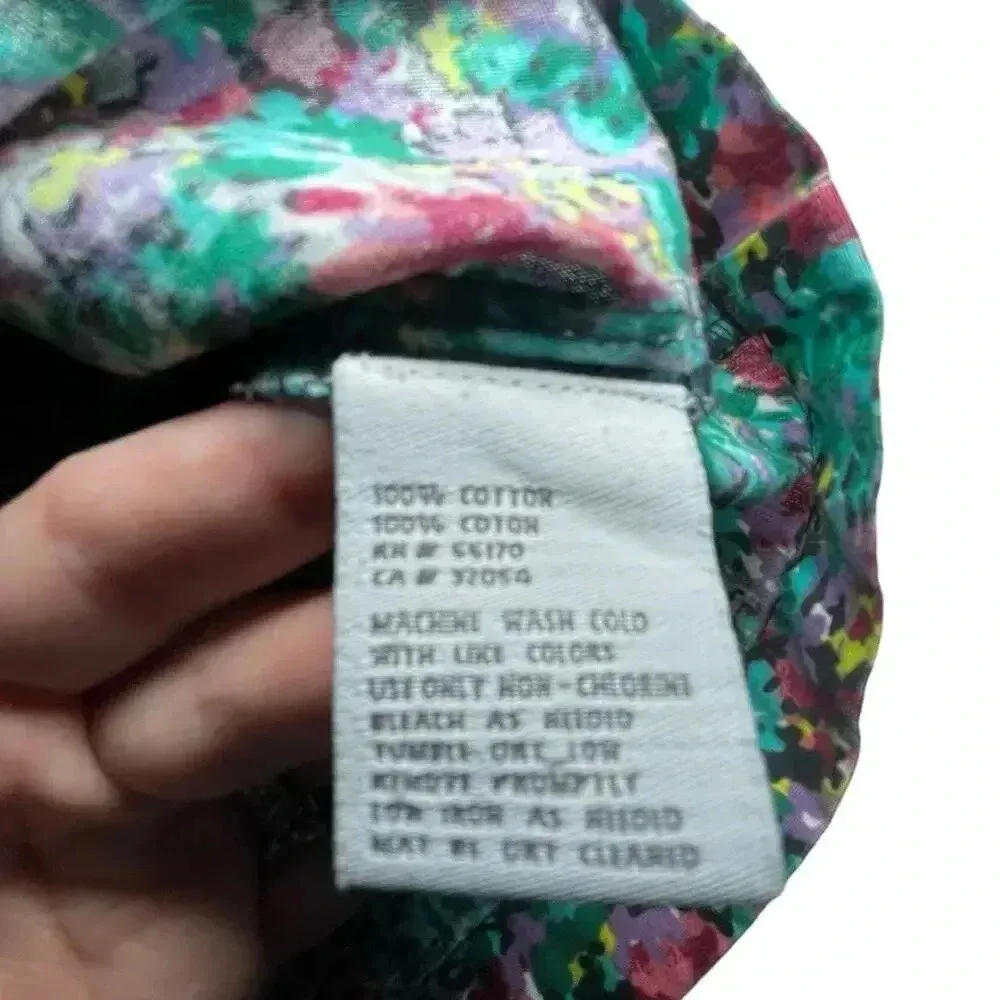 100% COTTON
100% COTON
RN # 55170
CA # 32054
MACHINE WASH COLD
WITH LIKE COLORS
USE ONLY NON-CHLORINE
BLEACH AS NEEDED
TUMBLE DRY LOW
REMOVE PROMPTLY
LOW IRON AS NEEDED
MAY BE DRY CLEANED